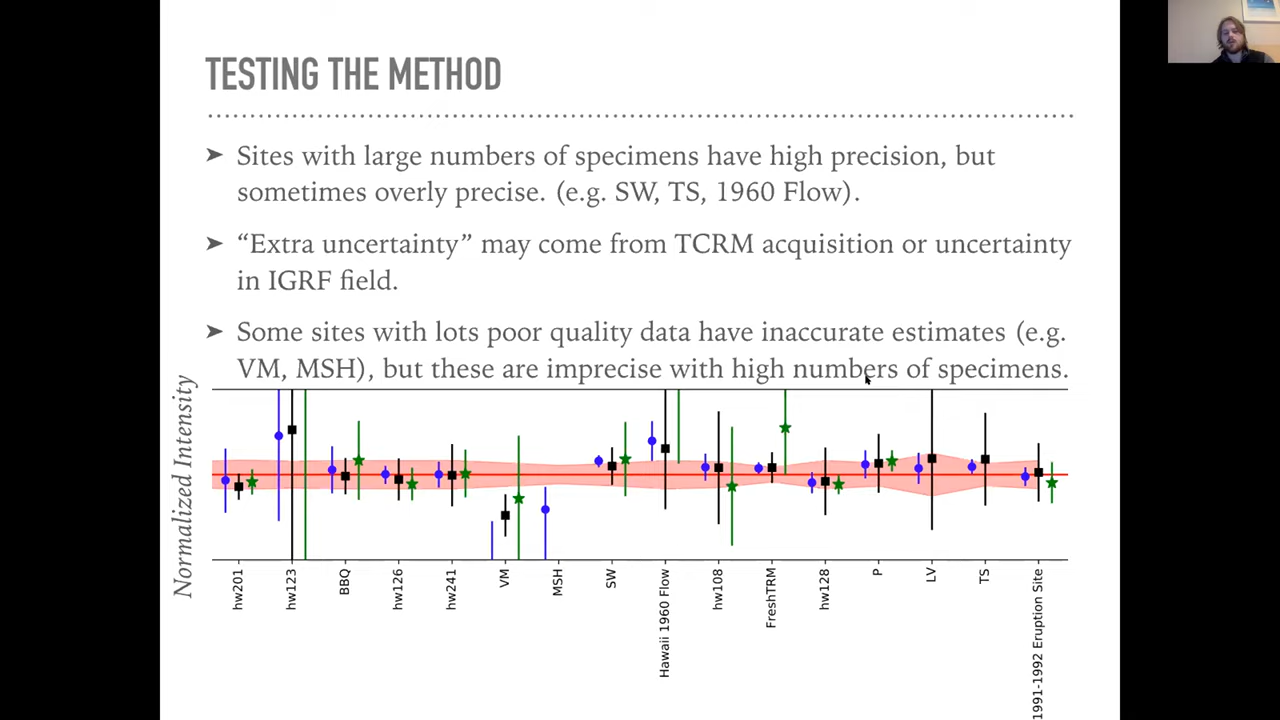 TESTING THE METHOD
➤ Sites with large numbers of specimens have high precision, but
sometimes overly precise. (e.g. SW, TS, 1960 Flow).
➤ “Extra uncertainty” may come from TCRM acquisition or uncertainty
in IGRF field.
➤ Some sites with lots poor quality data have inaccurate estimates (e.g.
VM, MSH), but these are imprecise with high numbers of specimens.
Normalized Intensity
hw201
hw123
BBQ
hw126
hw241
VM
MSH
SW
Hawaii 1960 Flow
hw108
FreshTRM
hw128
P
LV
TS
1991-1992 Eruption Site